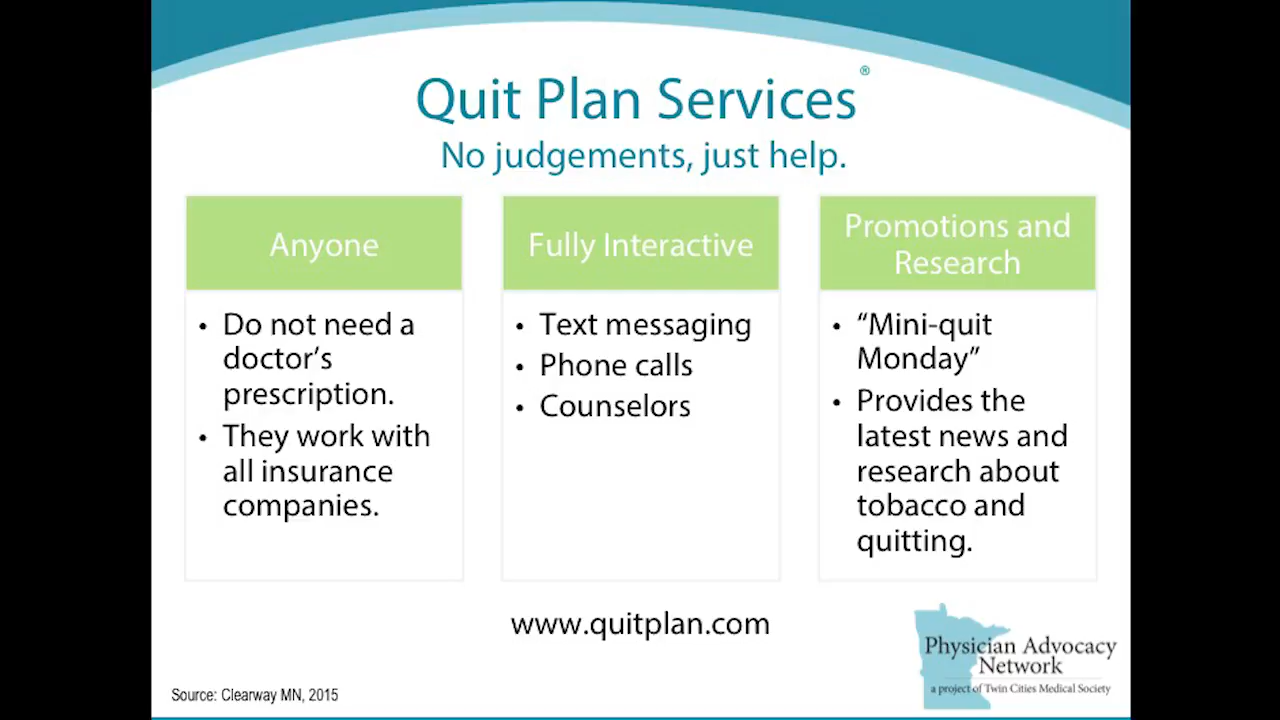 Quit Plan Services®
No judgements, just help.
Anyone
• Do not need a
doctor’s
prescription.
• They work with
all insurance
companies.
Fully Interactive
• Text messaging
• Phone calls
• Counselors
Promotions and
Research
• “Mini-quit
Monday”
• Provides the
latest news and
research about
tobacco and
quitting.
www.quitplan.com
Physician Advocacy
Network
a project of Twin Cities Medical Society
Source: Clearway MN, 2015